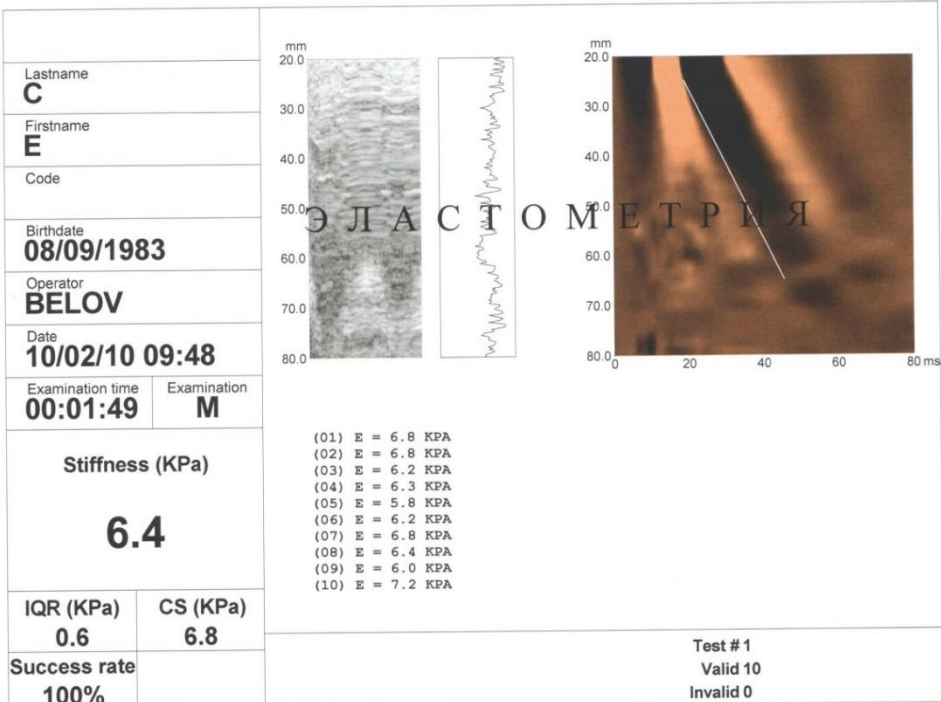 Lastname
C
Firstname
E
Code
Birthdate
08/09/1983
Operator
BELOV
Date
10/02/10 09:48
Examination time
00:01:49
Examination
M
Stiffness (KPa)
6.4
IQR (KPa)
0.6
CS (KPa)
6.8
Success rate
100%
mm
20.0
30.0
40.0
50.0
60.0
70.0
80.0
mm
20.0
30.0
40.0
50.0
60.0
70.0
80.0
0 20 40 60 80 ms
ЭЛАСТОМЕТРИЯ
(01) E = 6.8 KPA
(02) E = 6.8 KPA
(03) E = 6.2 KPA
(04) E = 6.3 KPA
(05) E = 5.8 KPA
(06) E = 6.2 KPA
(07) E = 6.8 KPA
(08) E = 6.4 KPA
(09) E = 6.0 KPA
(10) E = 7.2 KPA
Test # 1
Valid 10
Invalid 0